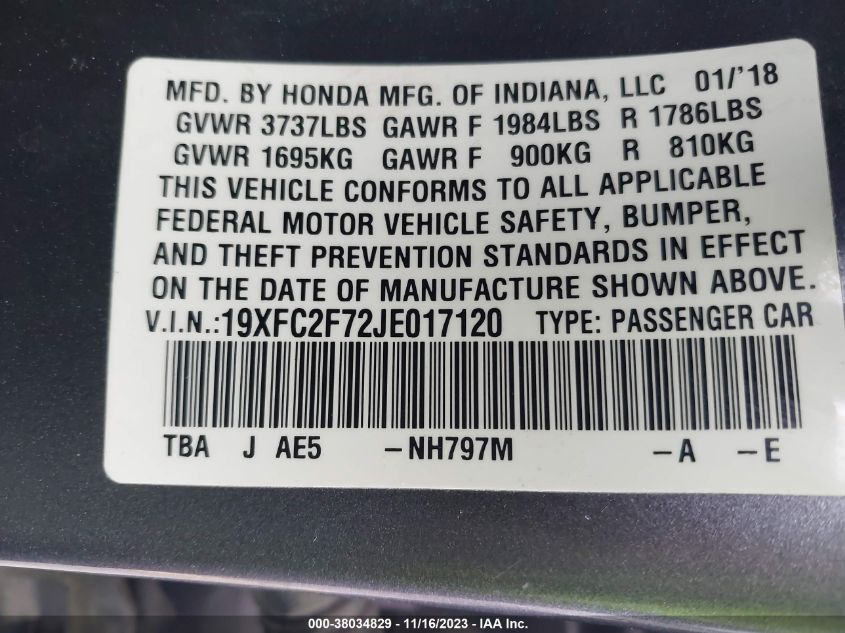 MFD. BY HONDA MFG. OF INDIANA, LLC 01/'18
GVWR 3737LBS GAWR F 1984LBS R 1786LBS
GVWR 1695KG GAWR F 900KG R 810KG
THIS VEHICLE CONFORMS TO ALL APPLICABLE
FEDERAL MOTOR VEHICLE SAFETY, BUMPER,
AND THEFT PREVENTION STANDARDS IN EFFECT
ON THE DATE OF MANUFACTURE SHOWN ABOVE.
V.I.N.:19XFC2F72JE017120 TYPE: PASSENGER CAR
TBA J AE5 -NH797M -A -E
000-38034829 - 11/16/2023 - IAA Inc.